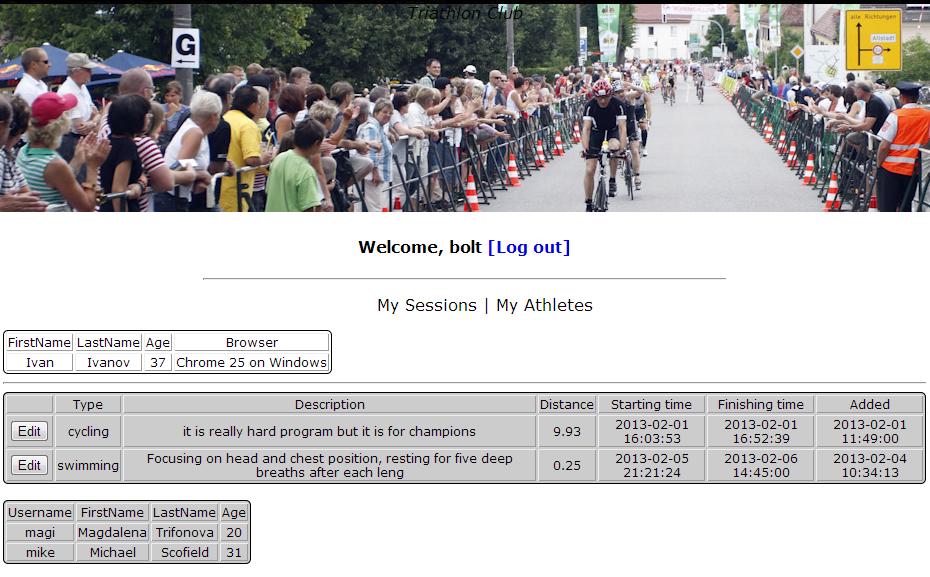 Triathlon Club
G
alle Richtungen
Altstadt
Welcome, bolt [Log out]
My Sessions | My Athletes
FirstName LastName Age Browser
Ivan Ivanov 37 Chrome 25 on Windows
Type Description Distance Starting time Finishing time Added
Edit cycling it is really hard program but it is for champions 9.93 2013-02-01 16:03:53 2013-02-01 16:52:39 2013-02-01 11:49:00
Edit swimming Focusing on head and chest position, resting for five deep breaths after each leng 0.25 2013-02-05 21:21:24 2013-02-06 14:45:00 2013-02-04 10:34:13
Username FirstName LastName Age
magi Magdalena Trifonova 20
mike Michael Scofield 31